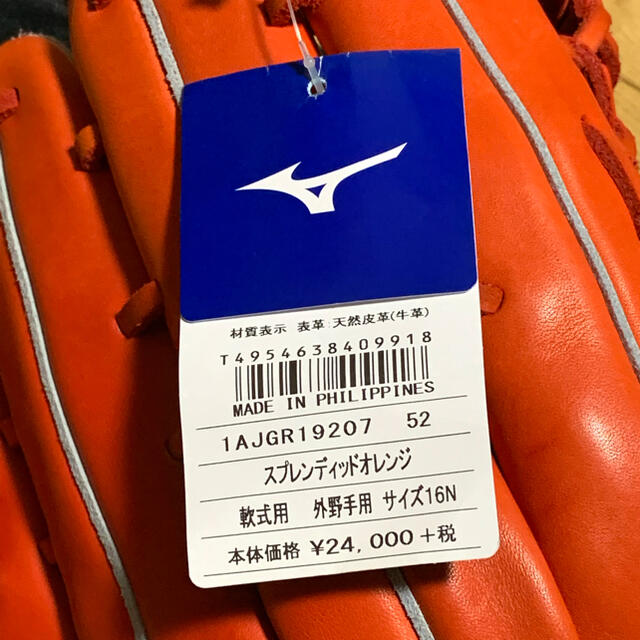 材質表示 表革:天然皮革(牛革)
T4954638409918
MADE IN PHILIPPINES
1AJGR19207 52
スプレンディッドオレンジ
軟式用 外野手用 サイズ16N
本体価格 ¥24,000+税